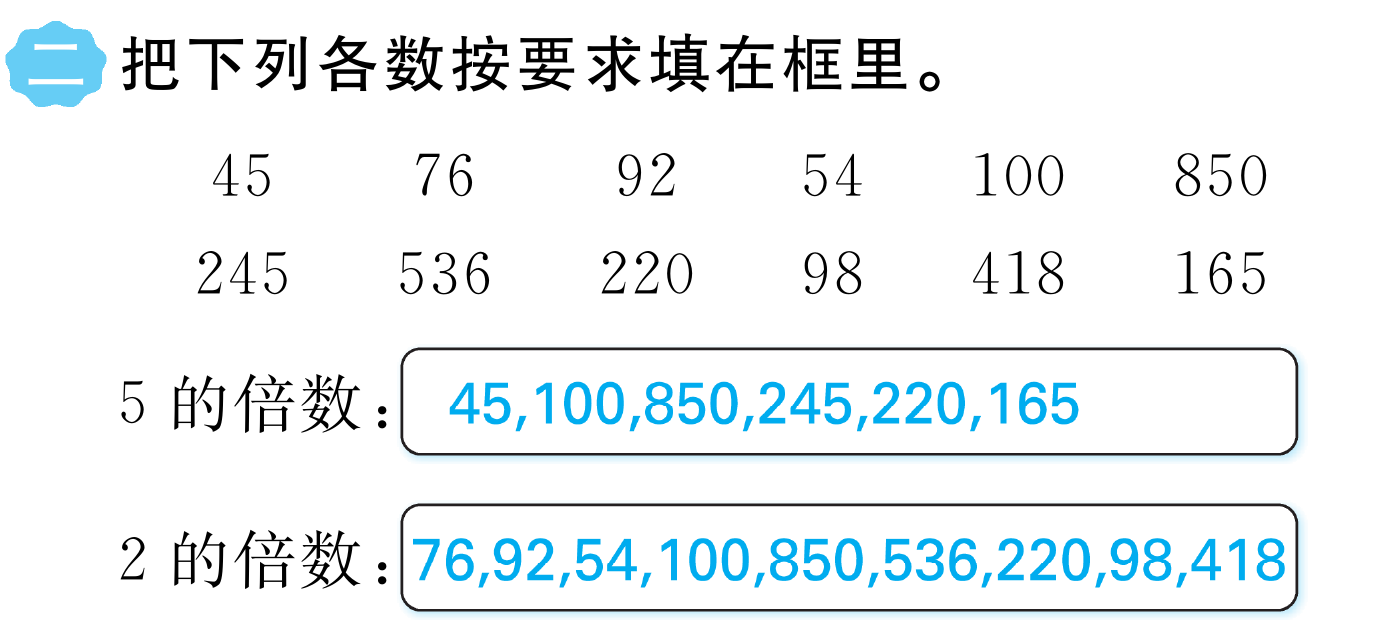 二 把下列各数按要求填在框里。
45 76 92 54 100 850
245 536 220 98 418 165
5 的倍数：45,100,850,245,220,165
2 的倍数：76,92,54,100,850,536,220,98,418